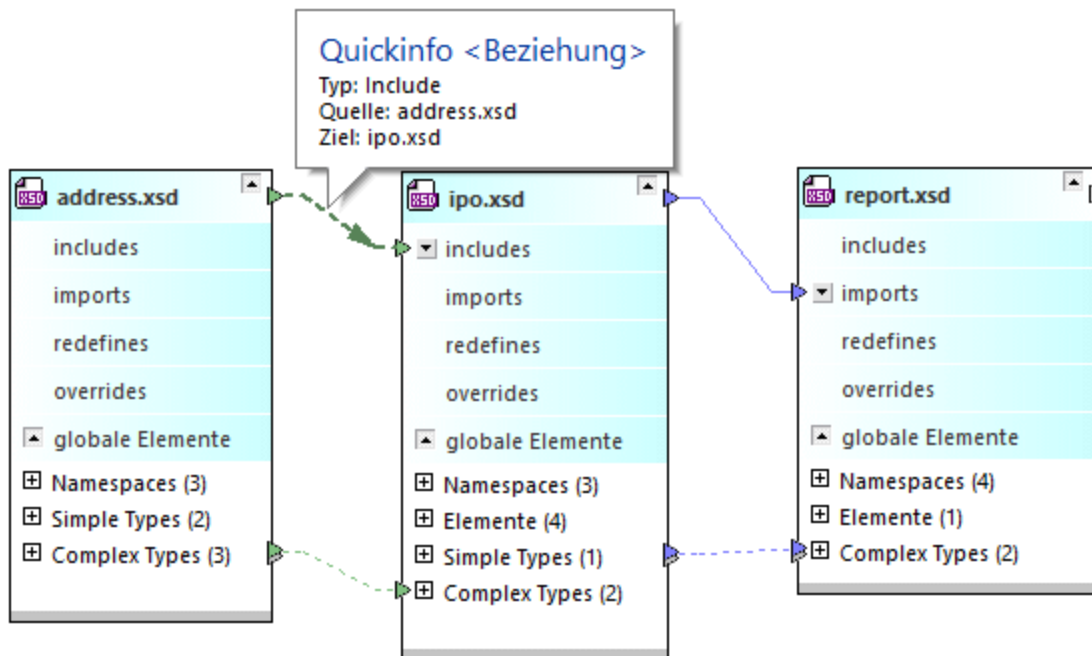 Quickinfo <Beziehung>
Typ: Include
Quelle: address.xsd
Ziel: ipo.xsd
XSD address.xsd
includes
imports
redefines
overrides
globale Elemente
Namespaces (3)
Simple Types (2)
Complex Types (3)
XSD ipo.xsd
includes
imports
redefines
overrides
globale Elemente
Namespaces (3)
Elemente (4)
Simple Types (1)
Complex Types (2)
XSD report.xsd
includes
imports
redefines
overrides
globale Elemente
Namespaces (4)
Elemente (1)
Complex Types (2)